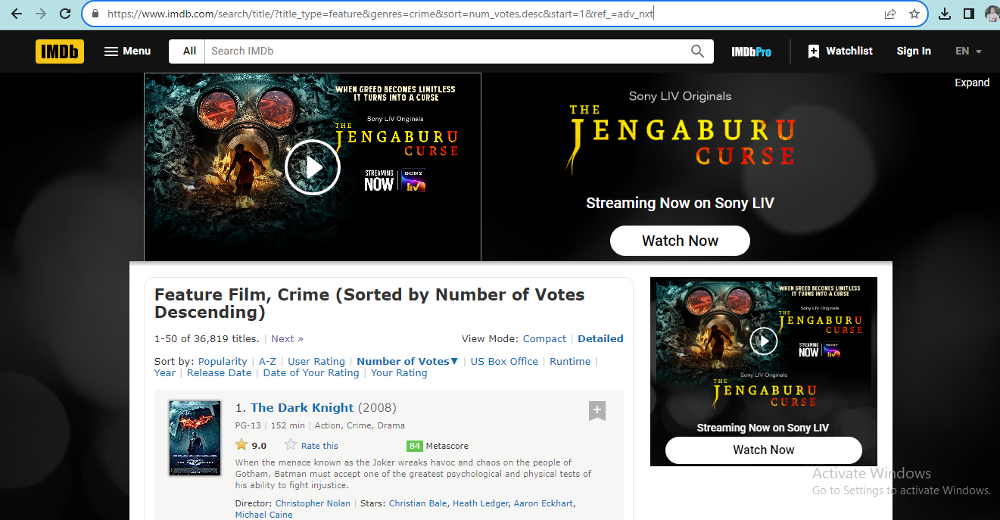 https://www.imdb.com/search/title/?title_type=feature&genres=crime&sort=num_votes,desc&start=1&ref_=adv_nxt
IMDb Menu All Search IMDb IMDbPro Watchlist Sign In EN
Expand
WHEN GREED BECOMES LIMITLESS
IT TURNS INTO A CURSE
Sony LIV Originals
THE
JENGABURU
CURSE
STREAMING
NOW
SONY
liv
Sony LIV Originals
THE
JENGABURU
CURSE
Streaming Now on Sony LIV
Watch Now
Feature Film, Crime (Sorted by Number of Votes
Descending)
1-50 of 36,819 titles. | Next » View Mode: Compact | Detailed
Sort by: Popularity | A-Z | User Rating | Number of Votes▼ | US Box Office | Runtime |
Year | Release Date | Date of Your Rating | Your Rating
1. The Dark Knight (2008)
PG-13 | 152 min | Action, Crime, Drama
9.0 Rate this 84 Metascore
When the menace known as the Joker wreaks havoc and chaos on the people of
Gotham, Batman must accept one of the greatest psychological and physical tests of
his ability to fight injustice.
Director: Christopher Nolan | Stars: Christian Bale, Heath Ledger, Aaron Eckhart,
Michael Caine
WHEN GREED BECOMES LIMITLESS
IT TURNS INTO A CURSE
Sony LIV Originals
THE
JENGABURU
CURSE
STREAMING
NOW
liv
Sony LIV Originals
THE
JENGABURU
CURSE
Streaming Now on Sony LIV
Watch Now
Activate Windows
Go to Settings to activate Windows.